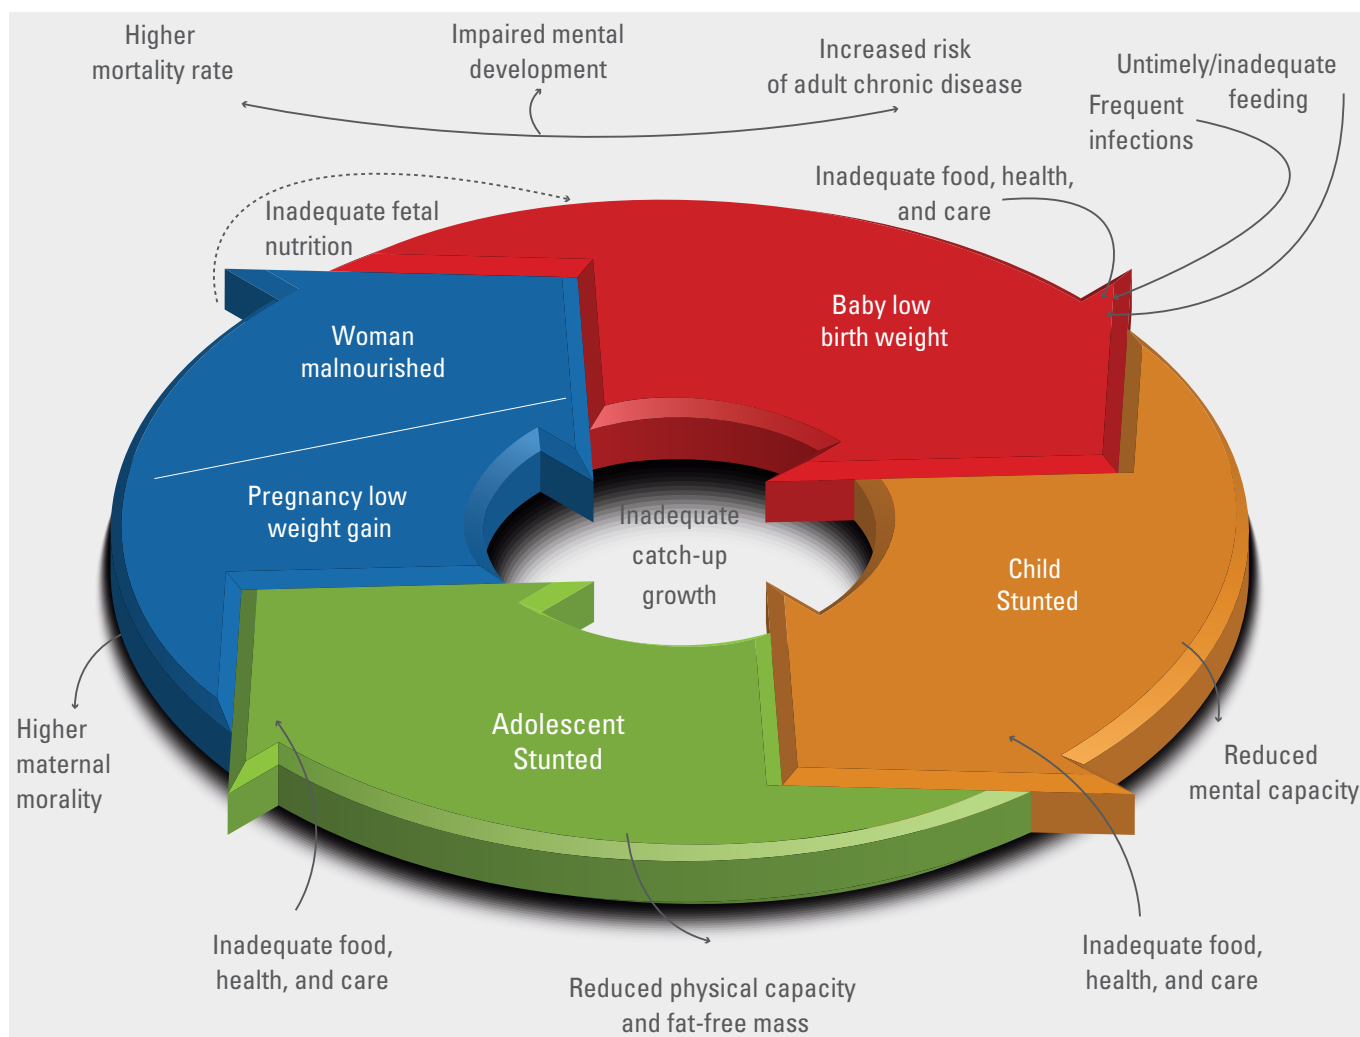 Higher
mortality rate
Impaired mental
development
Increased risk
of adult chronic disease
Untimely/inadequate
feeding
Frequent
infections
Inadequate food, health,
and care
Inadequate fetal
nutrition
Baby low
birth weight
Woman
malnourished
Pregnancy low
weight gain
Inadequate
catch-up
growth
Child
Stunted
Adolescent
Stunted
Higher
maternal
morality
Reduced
mental capacity
Inadequate food,
health, and care
Reduced physical capacity
and fat-free mass
Inadequate food,
health, and care